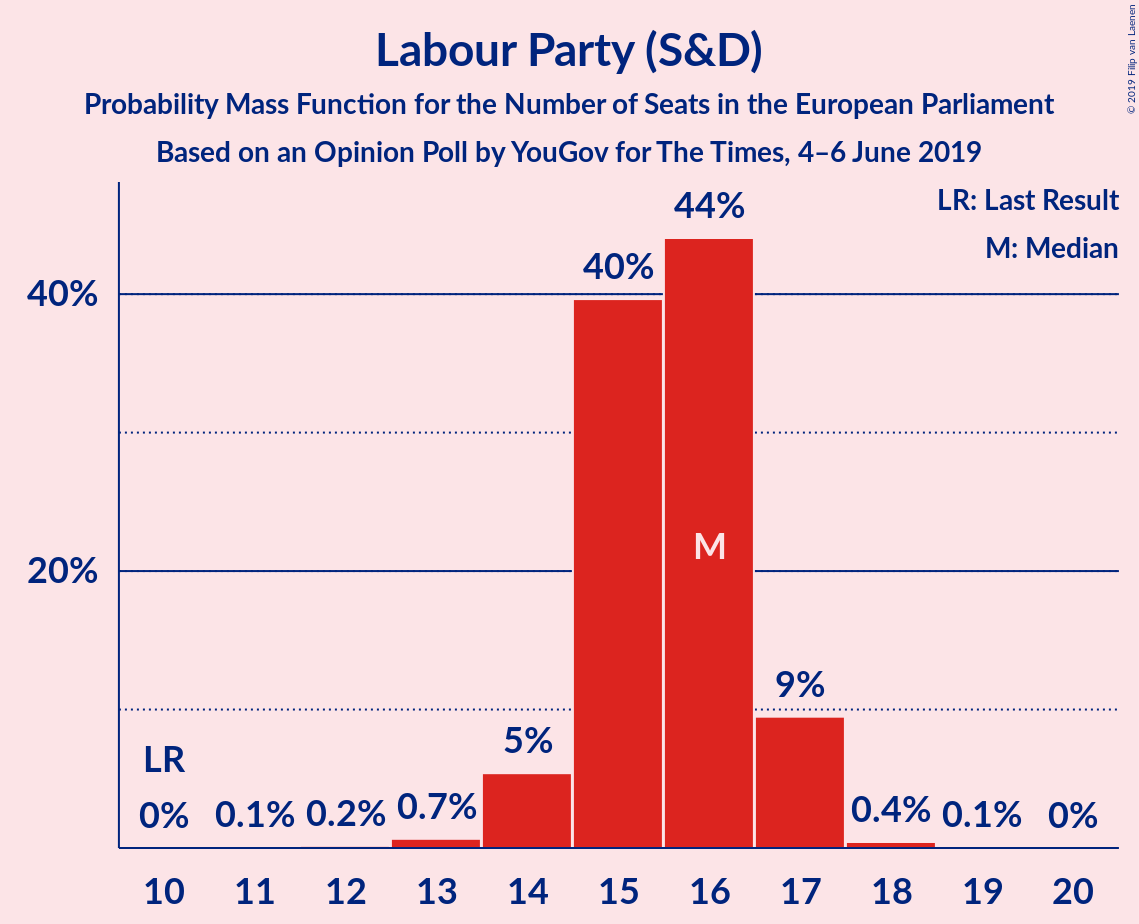 Labour Party (S&D)
Probability Mass Function for the Number of Seats in the European Parliament
Based on an Opinion Poll by YouGov for The Times, 4–6 June 2019
© 2019 Filip van Laenen
LR: Last Result
M: Median
40%
20%
LR
0%
0.1%
0.2%
0.7%
5%
40%
44%
M
9%
0.4%
0.1%
0%
10 11 12 13 14 15 16 17 18 19 20